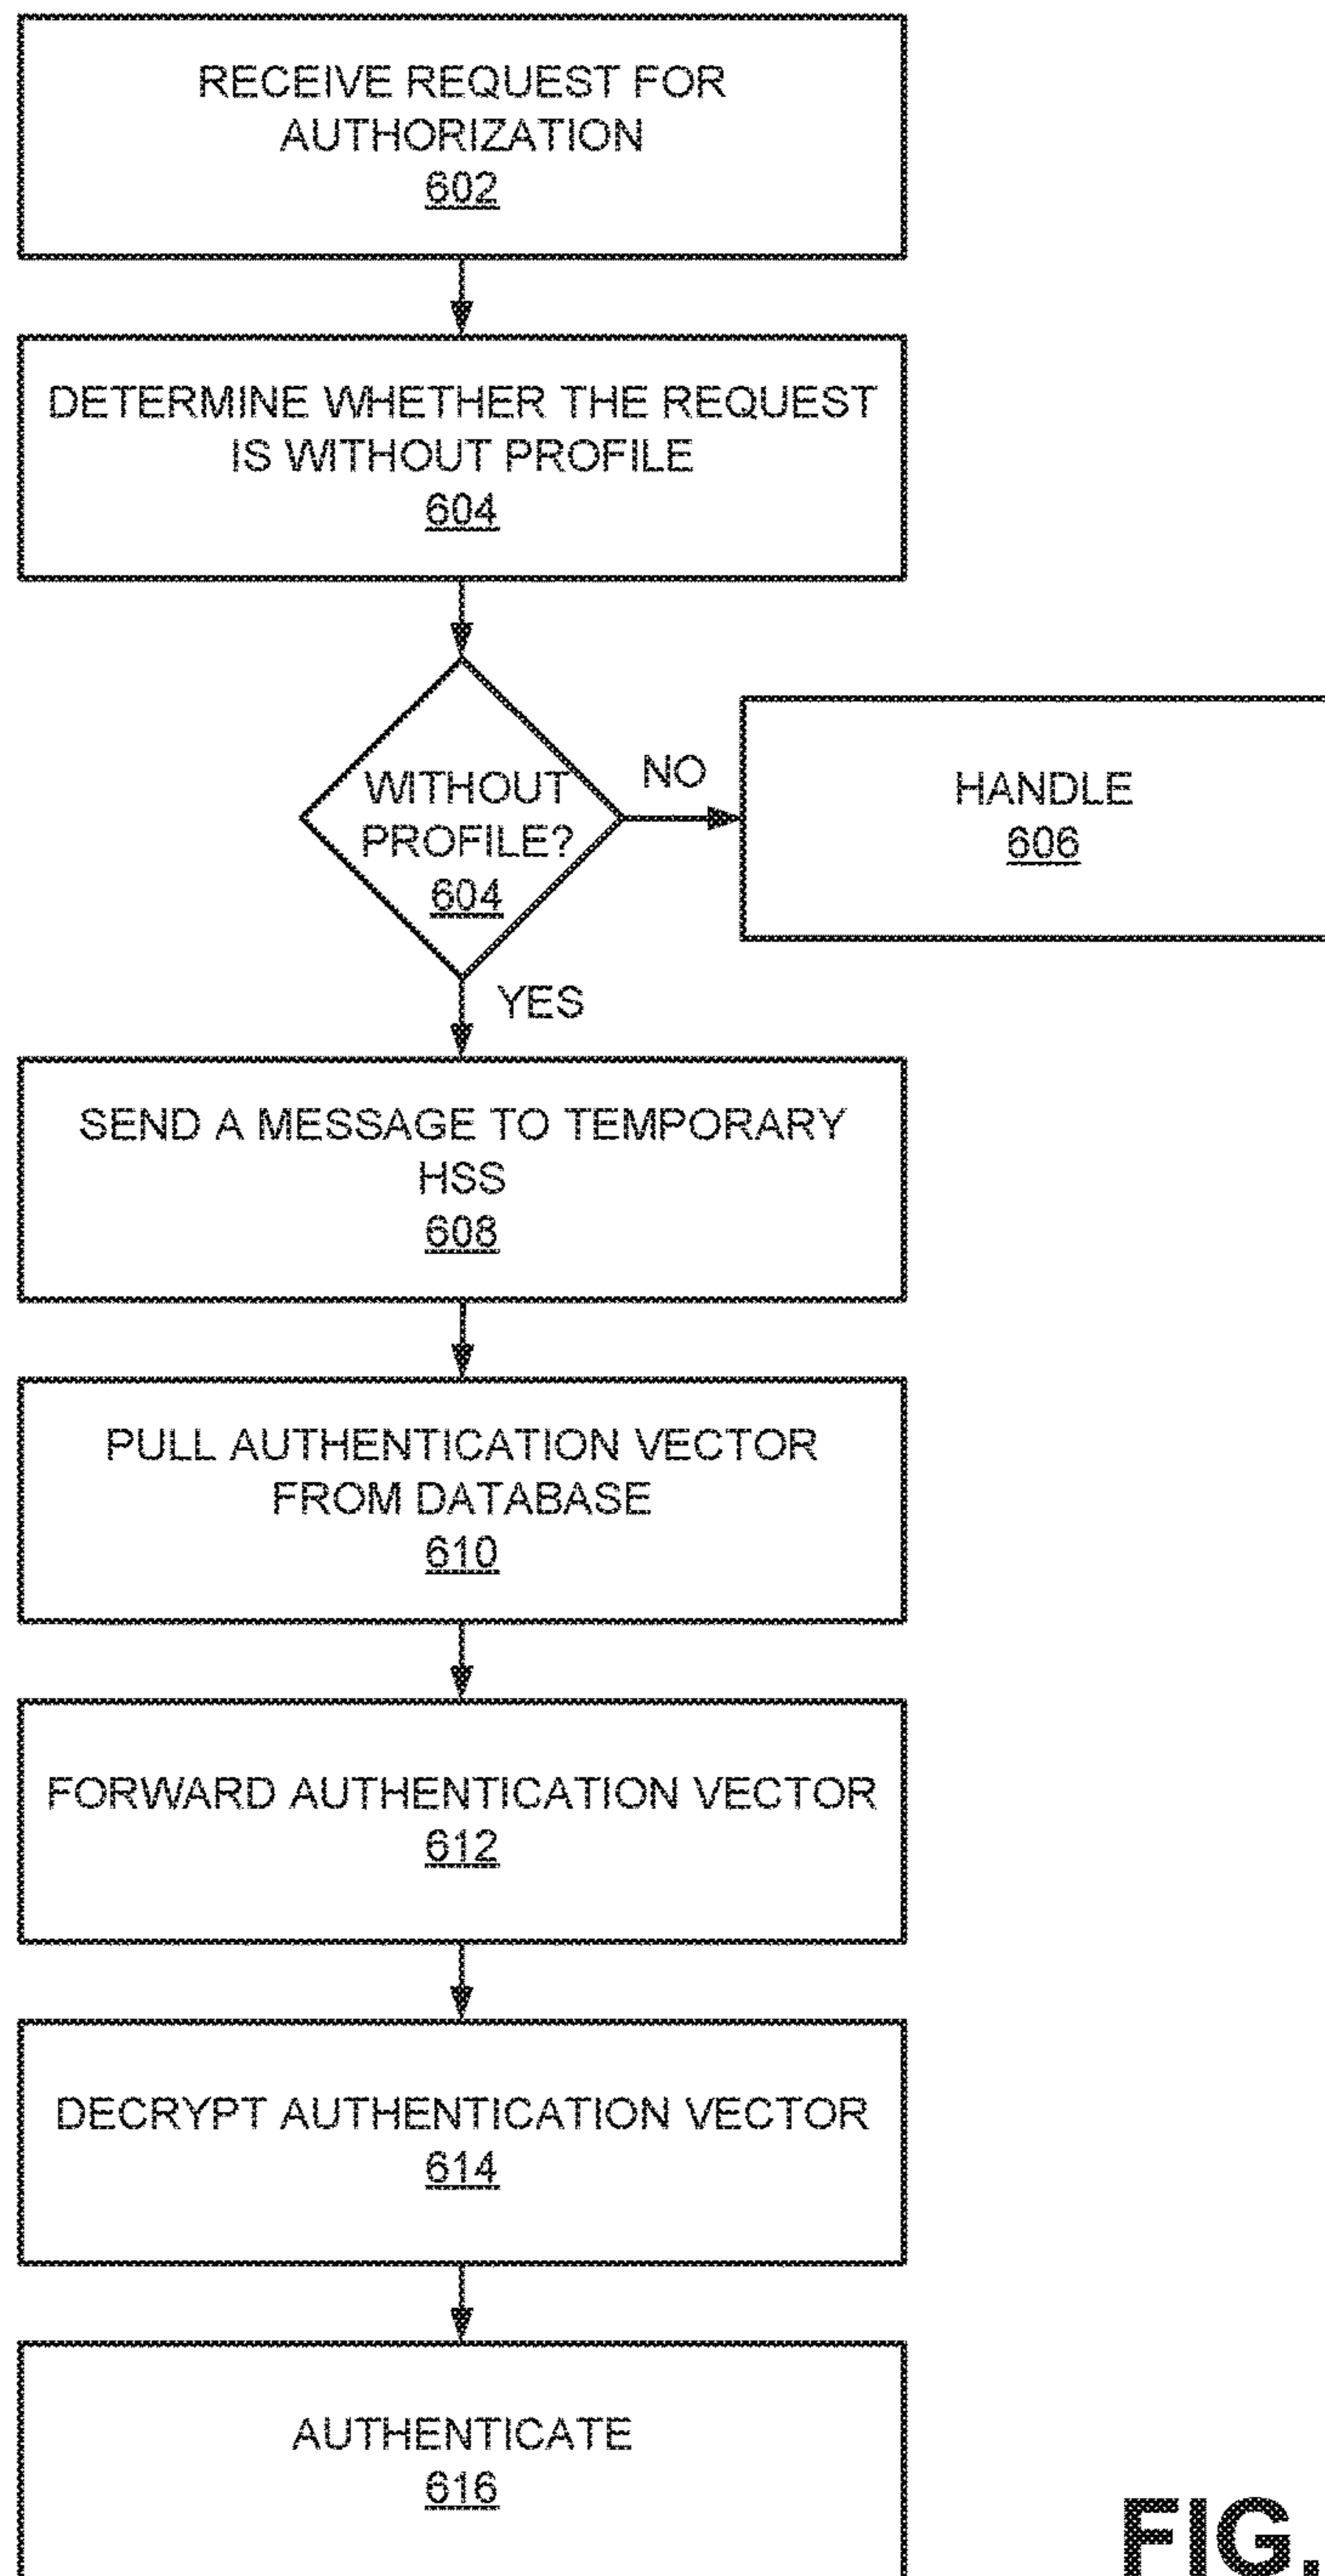 RECEIVE REQUEST FOR
AUTHORIZATION
602
DETERMINE WHETHER THE REQUEST
IS WITHOUT PROFILE
604
WITHOUT
PROFILE?
604
NO
HANDLE
606
YES
SEND A MESSAGE TO TEMPORARY
HSS
608
PULL AUTHENTICATION VECTOR
FROM DATABASE
610
FORWARD AUTHENTICATION VECTOR
612
DECRYPT AUTHENTICATION VECTOR
614
AUTHENTICATE
616
FIG.